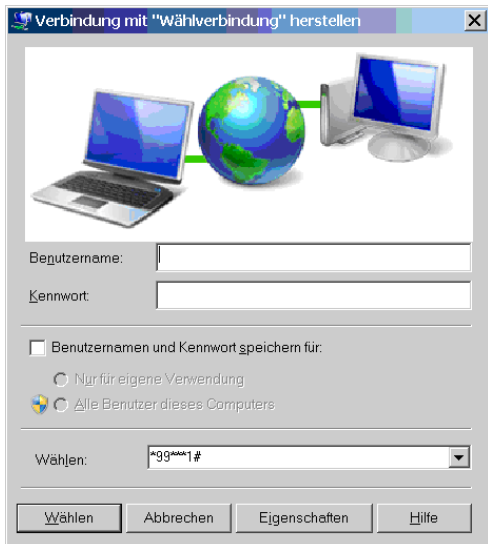 Verbindung mit "Wählverbindung" herstellen
Benutzername:
Kennwort:
Benutzernamen und Kennwort speichern für:
Nur für eigene Verwendung
Alle Benutzer dieses Computers
Wählen: *99***1#
Wählen Abbrechen Eigenschaften Hilfe